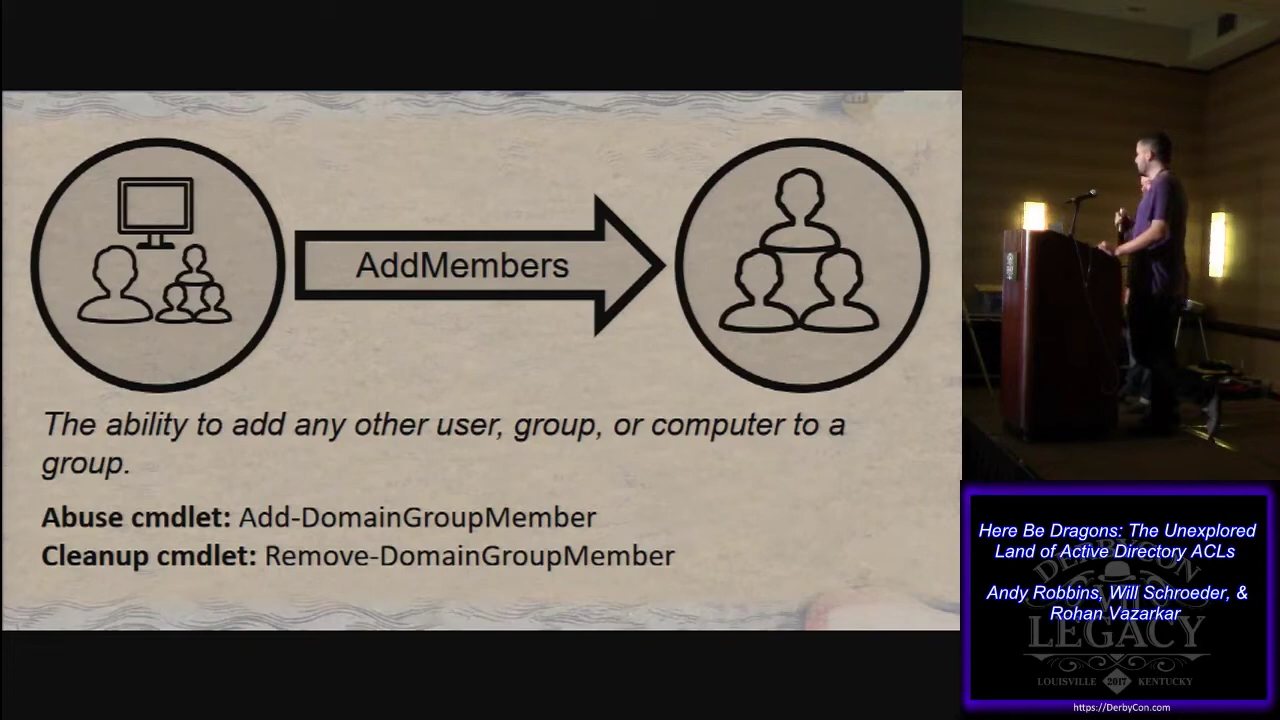 AddMembers
The ability to add any other user, group, or computer to a
group.
Abuse cmdlet: Add-DomainGroupMember
Cleanup cmdlet: Remove-DomainGroupMember
Here Be Dragons: The Unexplored
Land of Active Directory ACLs
Andy Robbins, Will Schroeder, &
Rohan Vazarkar
DERBYCON
VII
LEGACY
LOUISVILLE 2017 KENTUCKY
https://DerbyCon.com